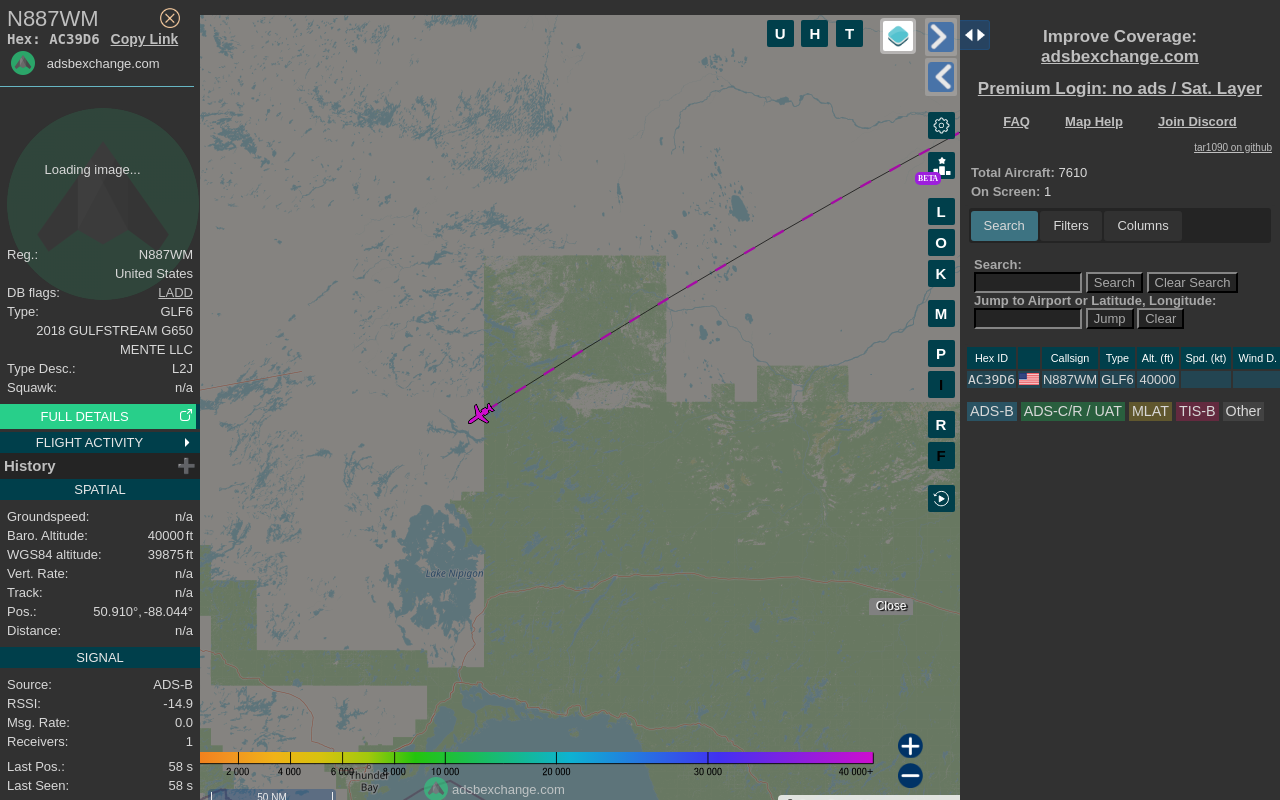 N887WM
Hex: AC39D6 Copy Link
adsbexchange.com
Loading image...
Reg.: N887WM
United States
DB flags: LADD
Type: GLF6
2018 GULFSTREAM G650
MENTE LLC
Type Desc.: L2J
Squawk: n/a
FULL DETAILS
FLIGHT ACTIVITY
History
SPATIAL
Groundspeed: n/a
Baro. Altitude: 40000 ft
WGS84 altitude: 39875 ft
Vert. Rate: n/a
Track: n/a
Pos.: 50.910°, -88.044°
Distance: n/a
SIGNAL
Source: ADS-B
RSSI: -14.9
Msg. Rate: 0.0
Receivers: 1
Last Pos.: 58 s
Last Seen: 58 s
U H T
BETA
L
O
K
M
P
I
R
F
Lake Nipigon
Close
2 000 4 000 6 000 8 000 10 000 20 000 30 000 40 000+
Thunder
Bay
adsbexchange.com
50 NM
Improve Coverage:
adsbexchange.com
Premium Login: no ads / Sat. Layer
FAQ Map Help Join Discord
tar1090 on github
Total Aircraft: 7610
On Screen: 1
Search Filters Columns
Search:
Search Clear Search
Jump to Airport or Latitude, Longitude:
Jump Clear
Hex ID Callsign Type Alt. (ft) Spd. (kt) Wind D.
AC39D6 N887WM GLF6 40000
ADS-B ADS-C/R / UAT MLAT TIS-B Other